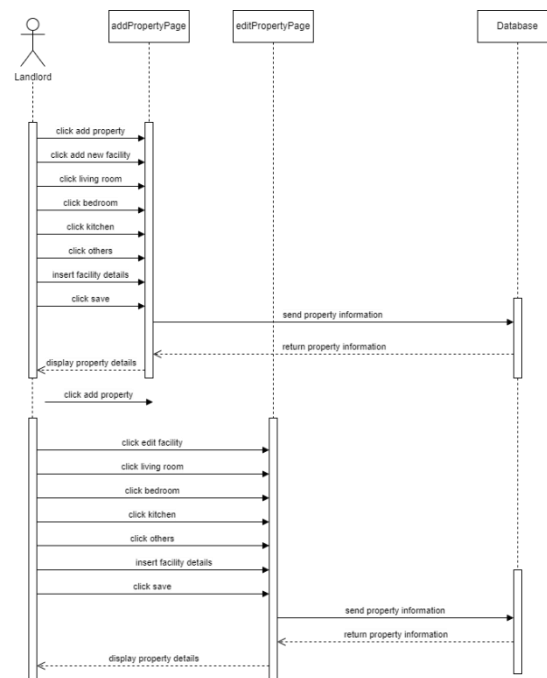 addPropertyPage
editPropertyPage
Database
Landlord
click add property
click add new facility
click living room
click bedroom
click kitchen
click others
insert facility details
click save
send property information
return property information
display property details
click add property
click edit facility
click living room
click bedroom
click kitchen
click others
insert facility details
click save
send property information
return property information
display property details